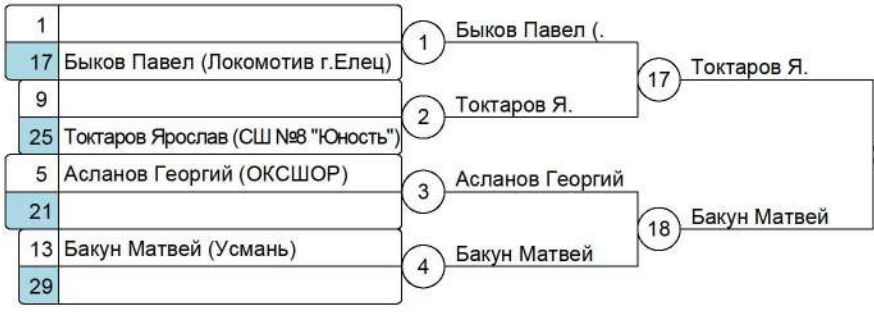 1
1 Быков Павел (.
17 Быков Павел (Локомотив г.Елец)
17 Токтаров Я.
9
2 Токтаров Я.
25 Токтаров Ярослав (СШ №8 "Юность")
5 Асланов Георгий (ОКСШОР)
3 Асланов Георгий
21
18 Бакун Матвей
13 Бакун Матвей (Усмань)
4 Бакун Матвей
29